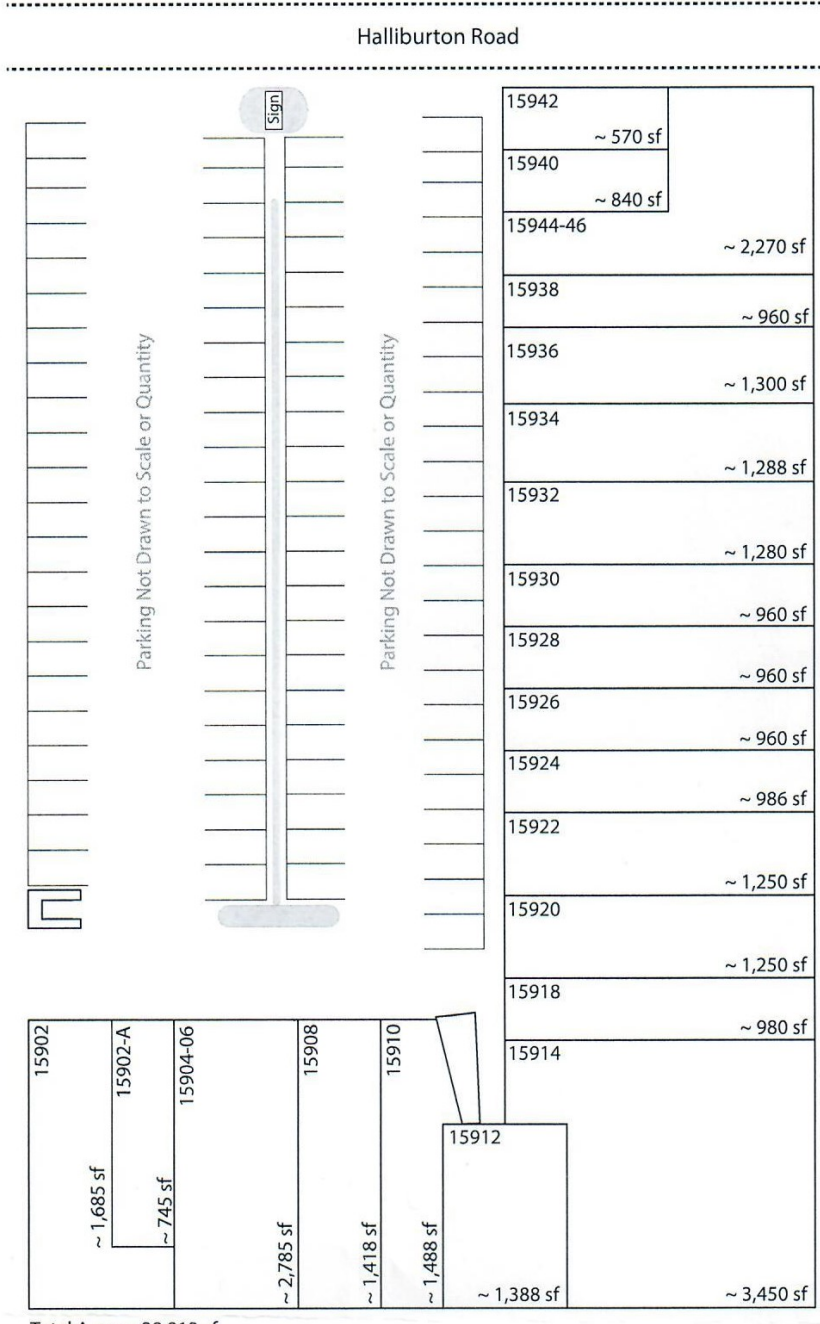 Halliburton Road
Sign
Parking Not Drawn to Scale or Quantity
Parking Not Drawn to Scale or Quantity
15942
~ 570 sf
15940
~ 840 sf
15944-46
~ 2,270 sf
15938
~ 960 sf
15936
~ 1,300 sf
15934
~ 1,288 sf
15932
~ 1,280 sf
15930
~ 960 sf
15928
~ 960 sf
15926
~ 960 sf
15924
~ 986 sf
15922
~ 1,250 sf
15920
~ 1,250 sf
15918
~ 980 sf
15914
~ 3,450 sf
15902
~ 1,685 sf
15902-A
~ 745 sf
15904-06
~ 2,785 sf
15908
~ 1,418 sf
15910
~ 1,488 sf
15912
~ 1,388 sf